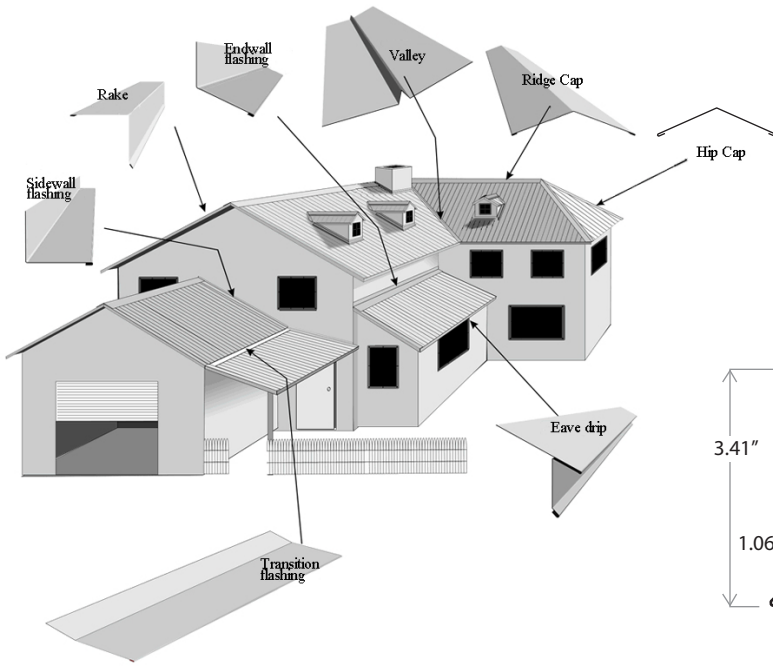 Endwall
flashing
Valley
Ridge Cap
Rake
Hip Cap
Sidewall
flashing
Eave drip
3.41"
1.06
Transition
flashing